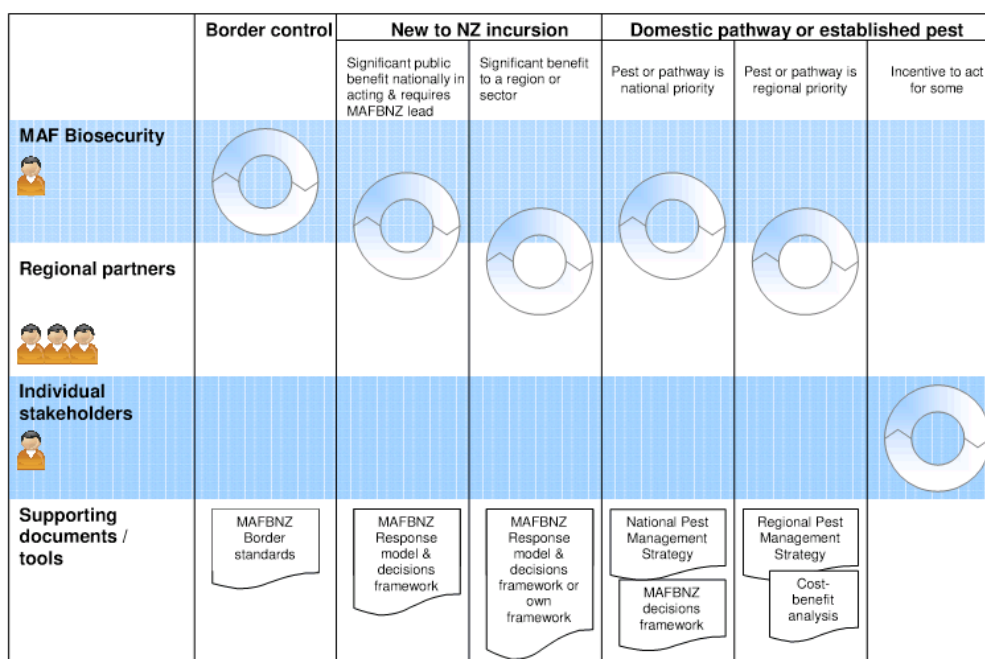 Border control
New to NZ incursion
Domestic pathway or established pest
Significant public
benefit nationally in
acting & requires
MAFBNZ lead
Significant benefit
to a region or
sector
Pest or pathway is
national priority
Pest or pathway is
regional priority
Incentive to act
for some
MAF Biosecurity
Regional partners
Individual
stakeholders
Supporting
documents /
tools
MAFBNZ
Border
standards
MAFBNZ
Response
model &
decisions
framework
MAFBNZ
Response
model &
decisions
framework or
own
framework
National Pest
Management
Strategy
MAFBNZ
decisions
framework
Regional Pest
Management
Strategy
Cost-
benefit
analysis